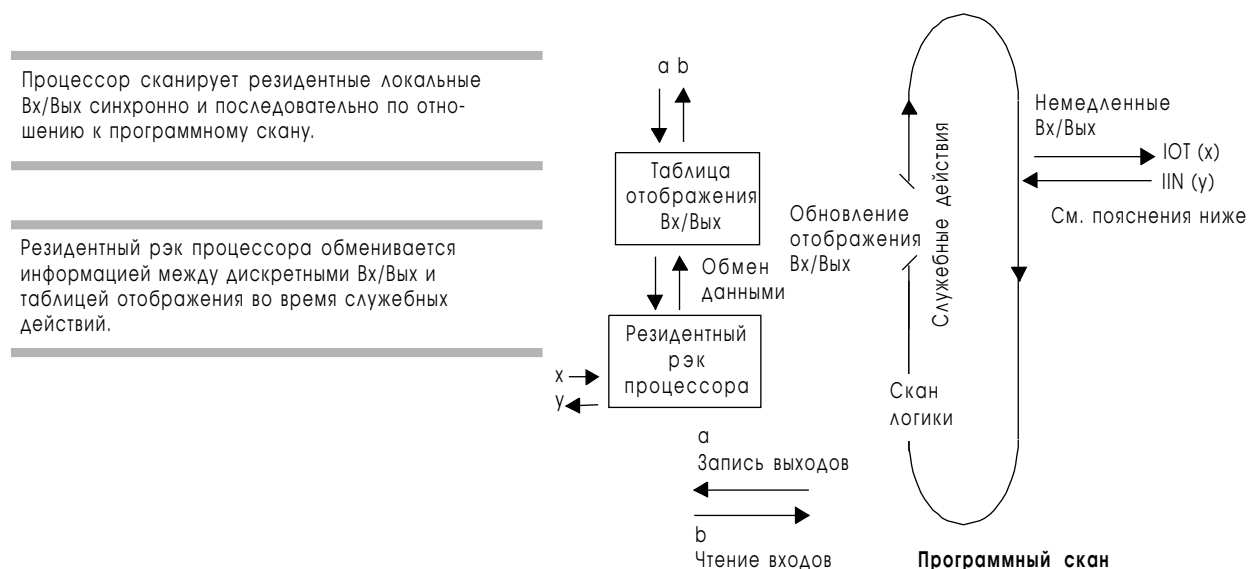 Процессор сканирует резидентные локальные
Вх/Вых синхронно и последовательно по отно-
шению к программному скану.
Резидентный рэк процессора обменивается
информацией между дискретными Вх/Вых и
таблицей отображения во время служебных
действий.
a b
Таблица
отображения
Вх/Вых
Обмен
данными
Резидентный
рэк
процессора
x
y
a
Запись выходов
b
Чтение входов
Обновление
отображения
Вх/Вых
Служебные действия
Скан
логики
Немедленные
Вх/Вых
IOT (x)
IIN (y)
См. пояснения ниже
Программный скан